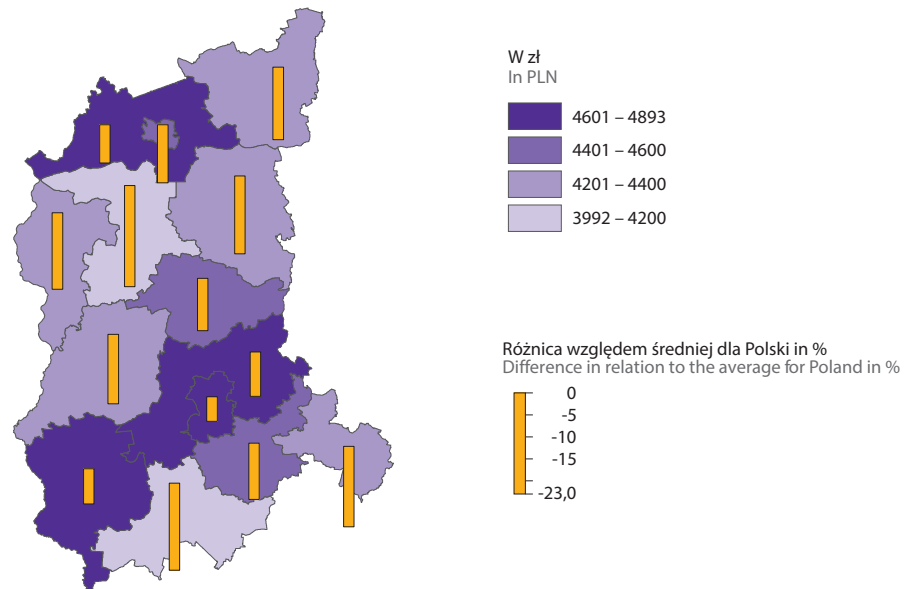 W zł
In PLN
4601 – 4893
4401 – 4600
4201 – 4400
3992 – 4200
Różnica względem średniej dla Polski in %
Difference in relation to the average for Poland in %
0
-5
-10
-15
-23,0